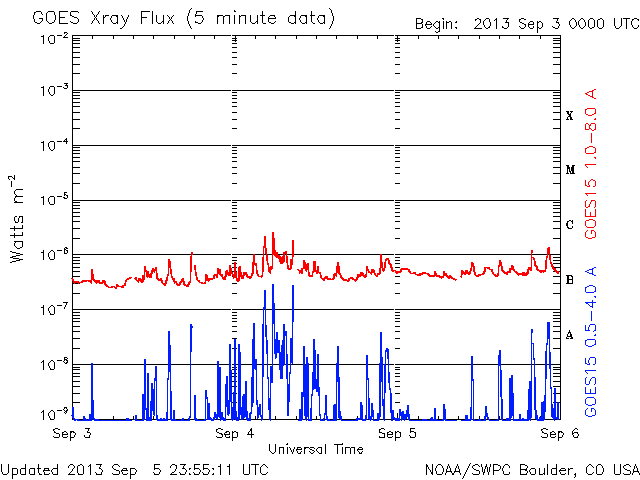 GOES Xray Flux (5 minute data)
Begin: 2013 Sep 3 0000 UTC
10⁻²
10⁻³
10⁻⁴
10⁻⁵
10⁻⁶
10⁻⁷
10⁻⁸
10⁻⁹
Watts m⁻²
X
M
C
B
A
GOES15 1.0-8.0 A
GOES15 0.5-4.0 A
Sep 3
Sep 4
Sep 5
Sep 6
Universal Time
Updated 2013 Sep 5 23:55:11 UTC
NOAA/SWPC Boulder, CO USA